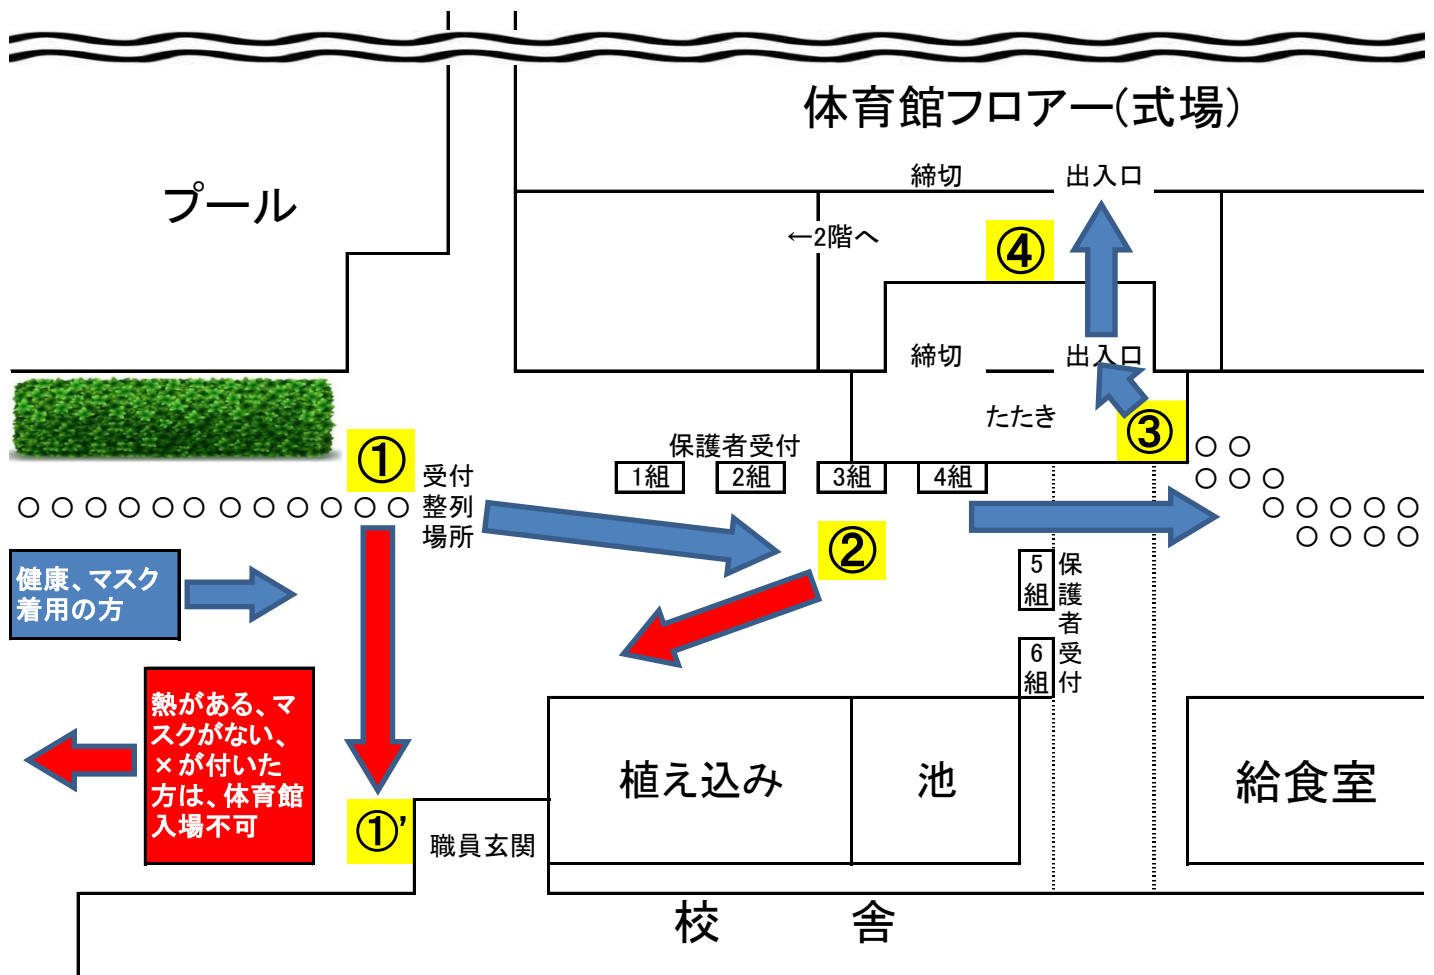 体育館フロアー(式場)
プール
締切
出入口
←2階へ
④
締切
出入口
たたき
③
①
受付
整列
場所
保護者受付
1組
2組
3組
4組
②
○○○○○○○○○○○○
○○
○○○
○○○○○
○○○○
5
組
6
組
保
護
者
受
付
健康、マスク
着用の方
熱がある、マ
スクがない、
×が付いた
方は、体育館
入場不可
①’
職員玄関
植え込み
池
給食室
校　舎